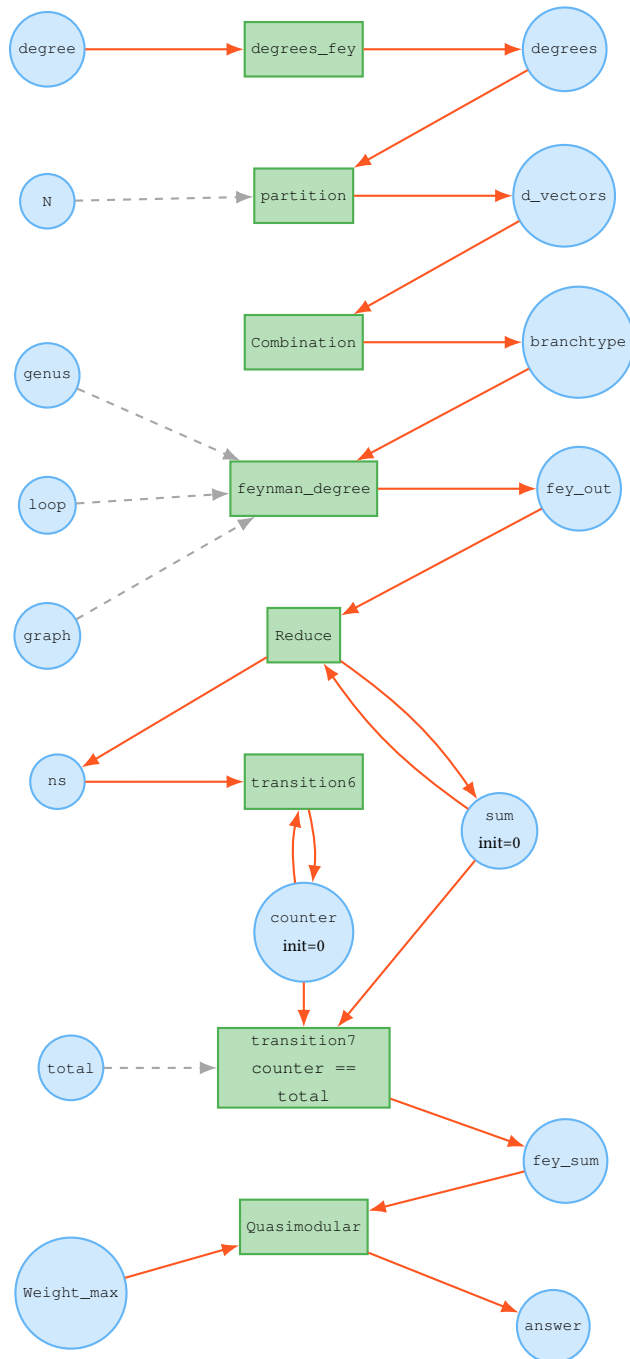 degree
degrees_fey
degrees
N
partition
d_vectors
Combination
branchtype
genus
feynman_degree
fey_out
loop
graph
Reduce
ns
transition6
sum
init=0
counter
init=0
total
transition7
counter ==
total
fey_sum
Quasimodular
Weight_max
answer